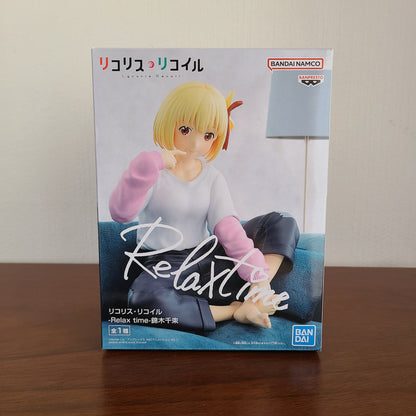 リコリス・リコイル
Lycoris Recoil
BANDAI NAMCO
BANPRESTO
Relax time
リコリス・リコイル
-Relax time-錦木千束
全1種
BANDAI